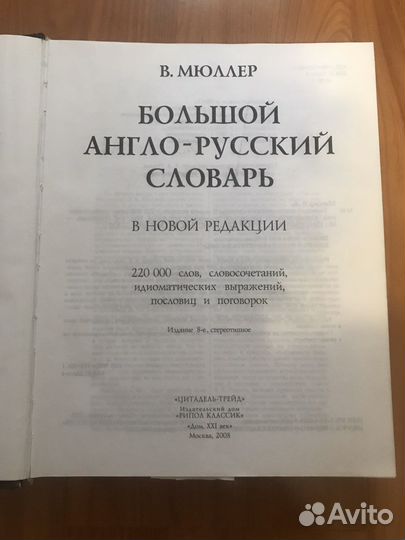 В. МЮЛЛЕР
БОЛЬШОЙ
АНГЛО-РУССКИЙ
СЛОВАРЬ
В НОВОЙ РЕДАКЦИИ
220 000 слов, словосочетаний,
идиоматических выражений,
пословиц и поговорок
Издание 8-е, стереотипное
«ЦИТАДЕЛЬ-ТРЕЙД»
Издательский дом
«РИПОЛ КЛАССИК»
«Дом. XXI век»
Москва, 2008
Avito